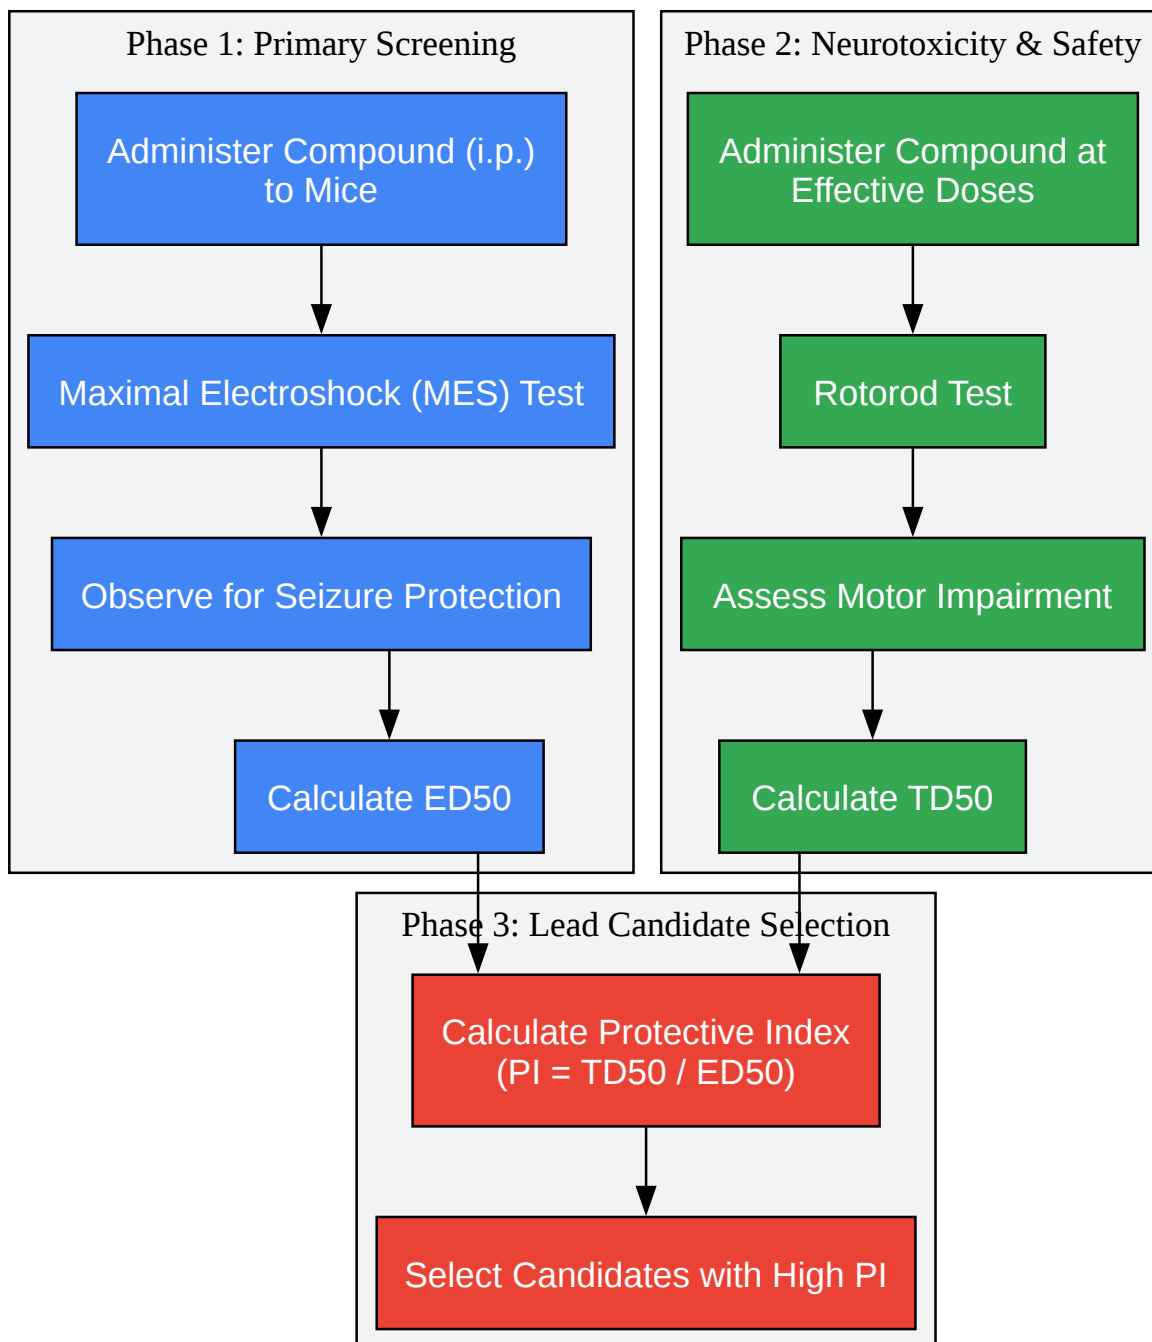 Phase 1: Primary Screening
Administer Compound (i.p.)
to Mice
Maximal Electroshock (MES) Test
Observe for Seizure Protection
Calculate ED50
Phase 2: Neurotoxicity & Safety
Administer Compound at
Effective Doses
Rotorod Test
Assess Motor Impairment
Calculate TD50
Phase 3: Lead Candidate Selection
Calculate Protective Index
(PI = TD50 / ED50)
Select Candidates with High PI